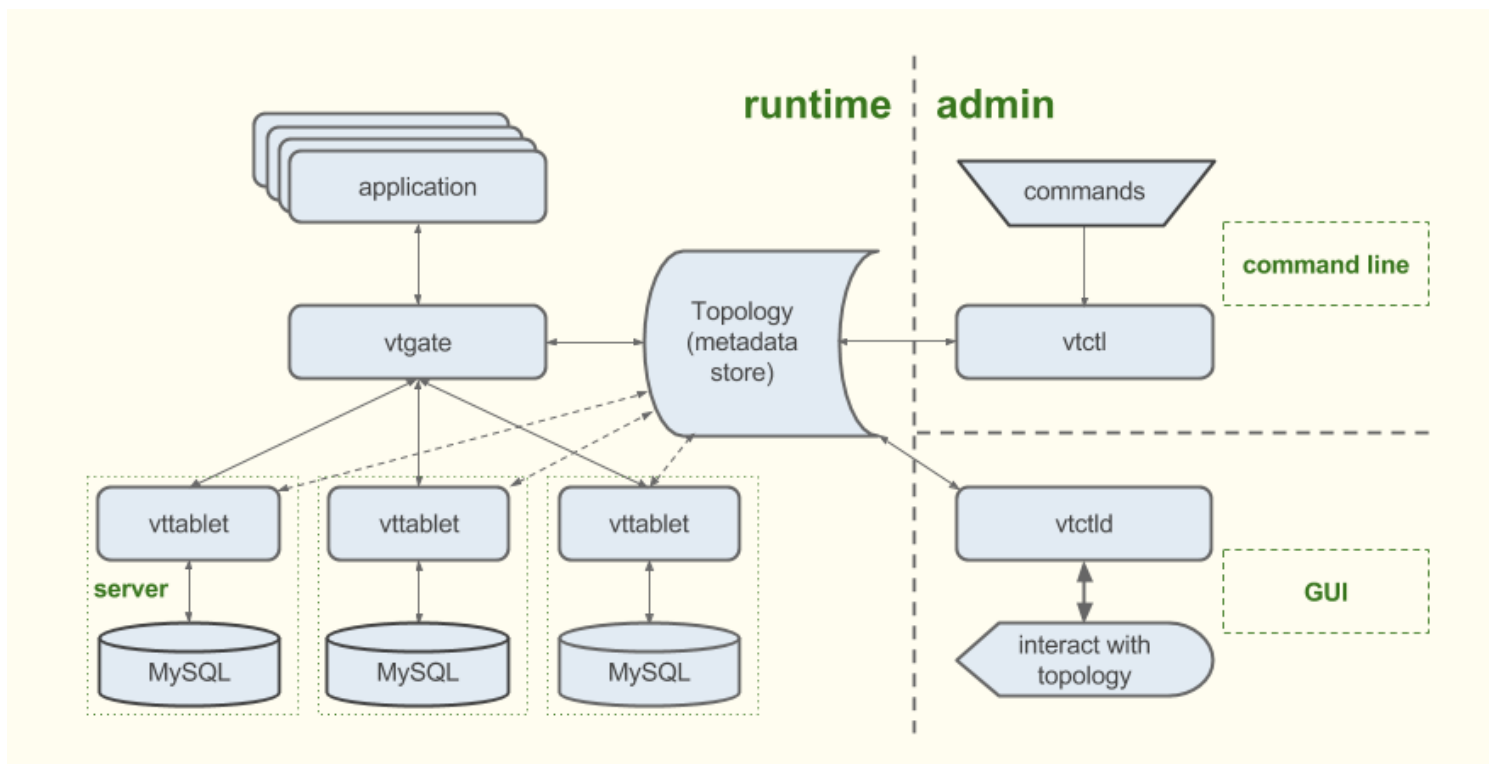 runtime
admin
application
commands
command line
Topology
(metadata
store)
vtgate
vtctl
vttablet
vttablet
vttablet
vtctld
server
GUI
MySQL
MySQL
MySQL
interact with
topology